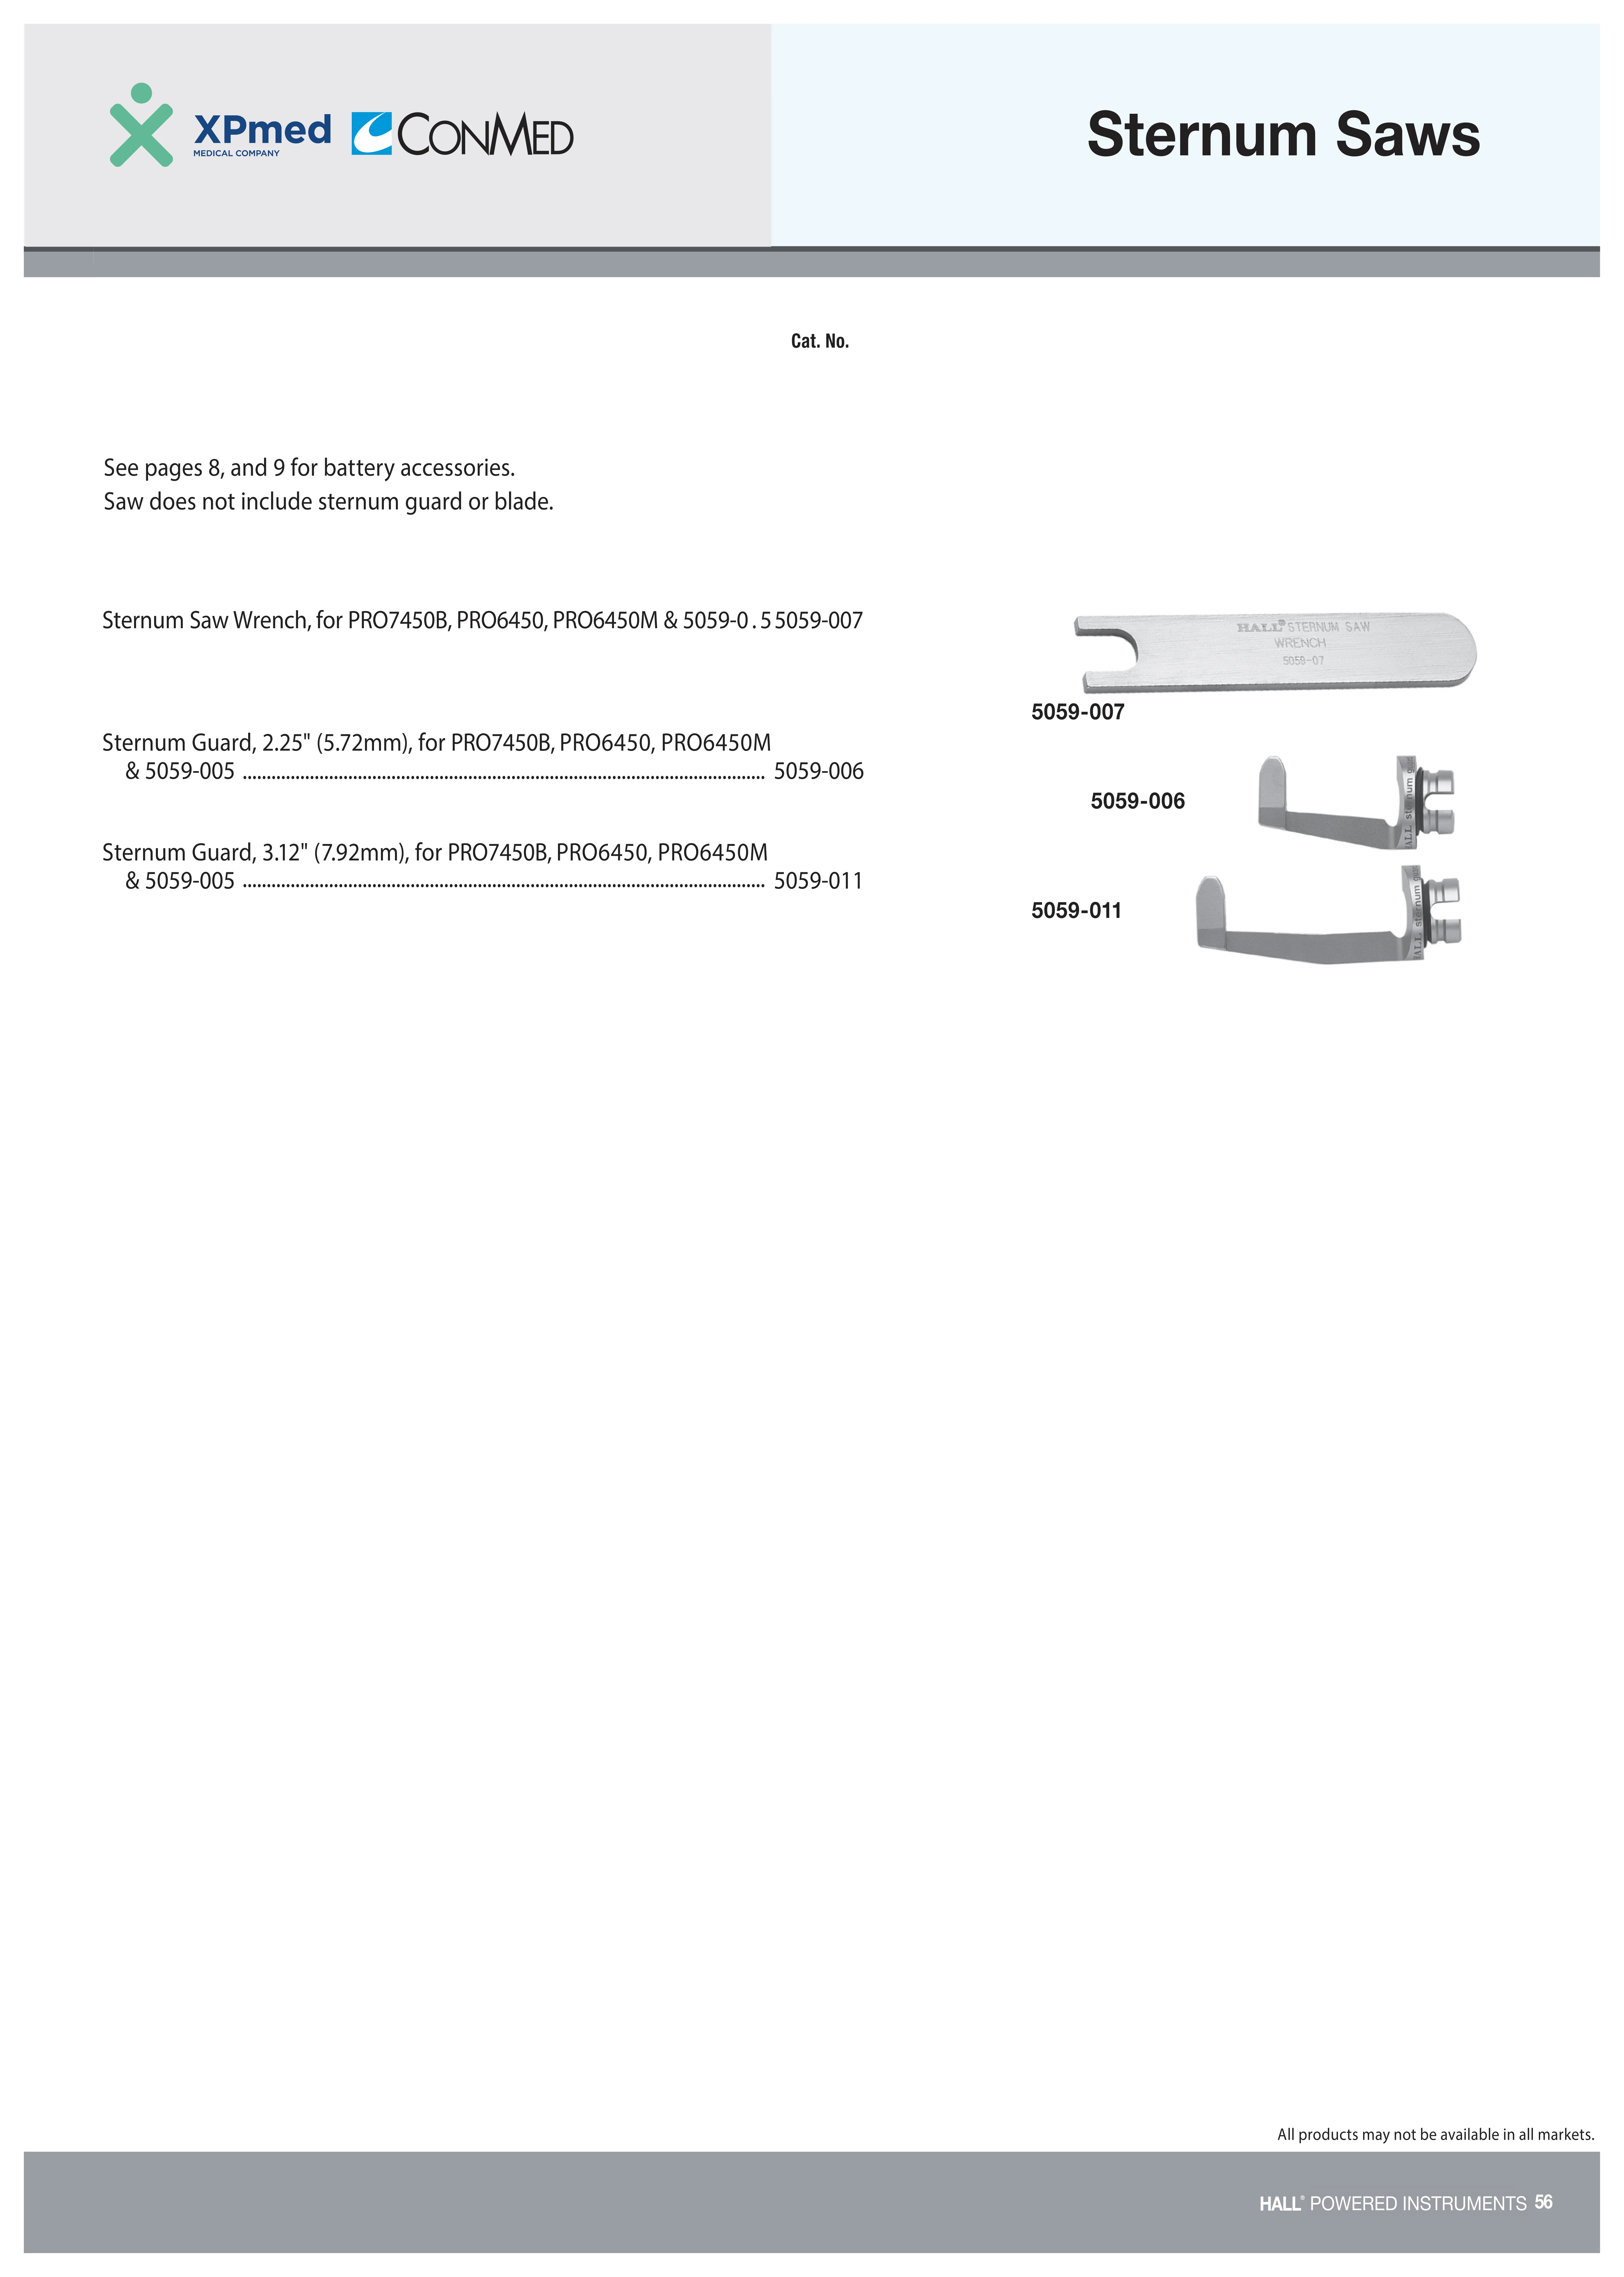 XPmed
MEDICAL COMPANY
CONMED
Sternum Saws
Cat. No.
See pages 8, and 9 for battery accessories.
Saw does not include sternum guard or blade.
Sternum Saw Wrench, for PRO7450B, PRO6450, PRO6450M & 5059-0 . 5 5059-007
HALL® STERNUM SAW
WRENCH
5059-07
5059-007
Sternum Guard, 2.25" (5.72mm), for PRO7450B, PRO6450, PRO6450M
& 5059-005 ............................................................................................................. 5059-006
5059-006
Sternum Guard, 3.12" (7.92mm), for PRO7450B, PRO6450, PRO6450M
& 5059-005 ............................................................................................................. 5059-011
5059-011
All products may not be available in all markets.
HALL® POWERED INSTRUMENTS 56